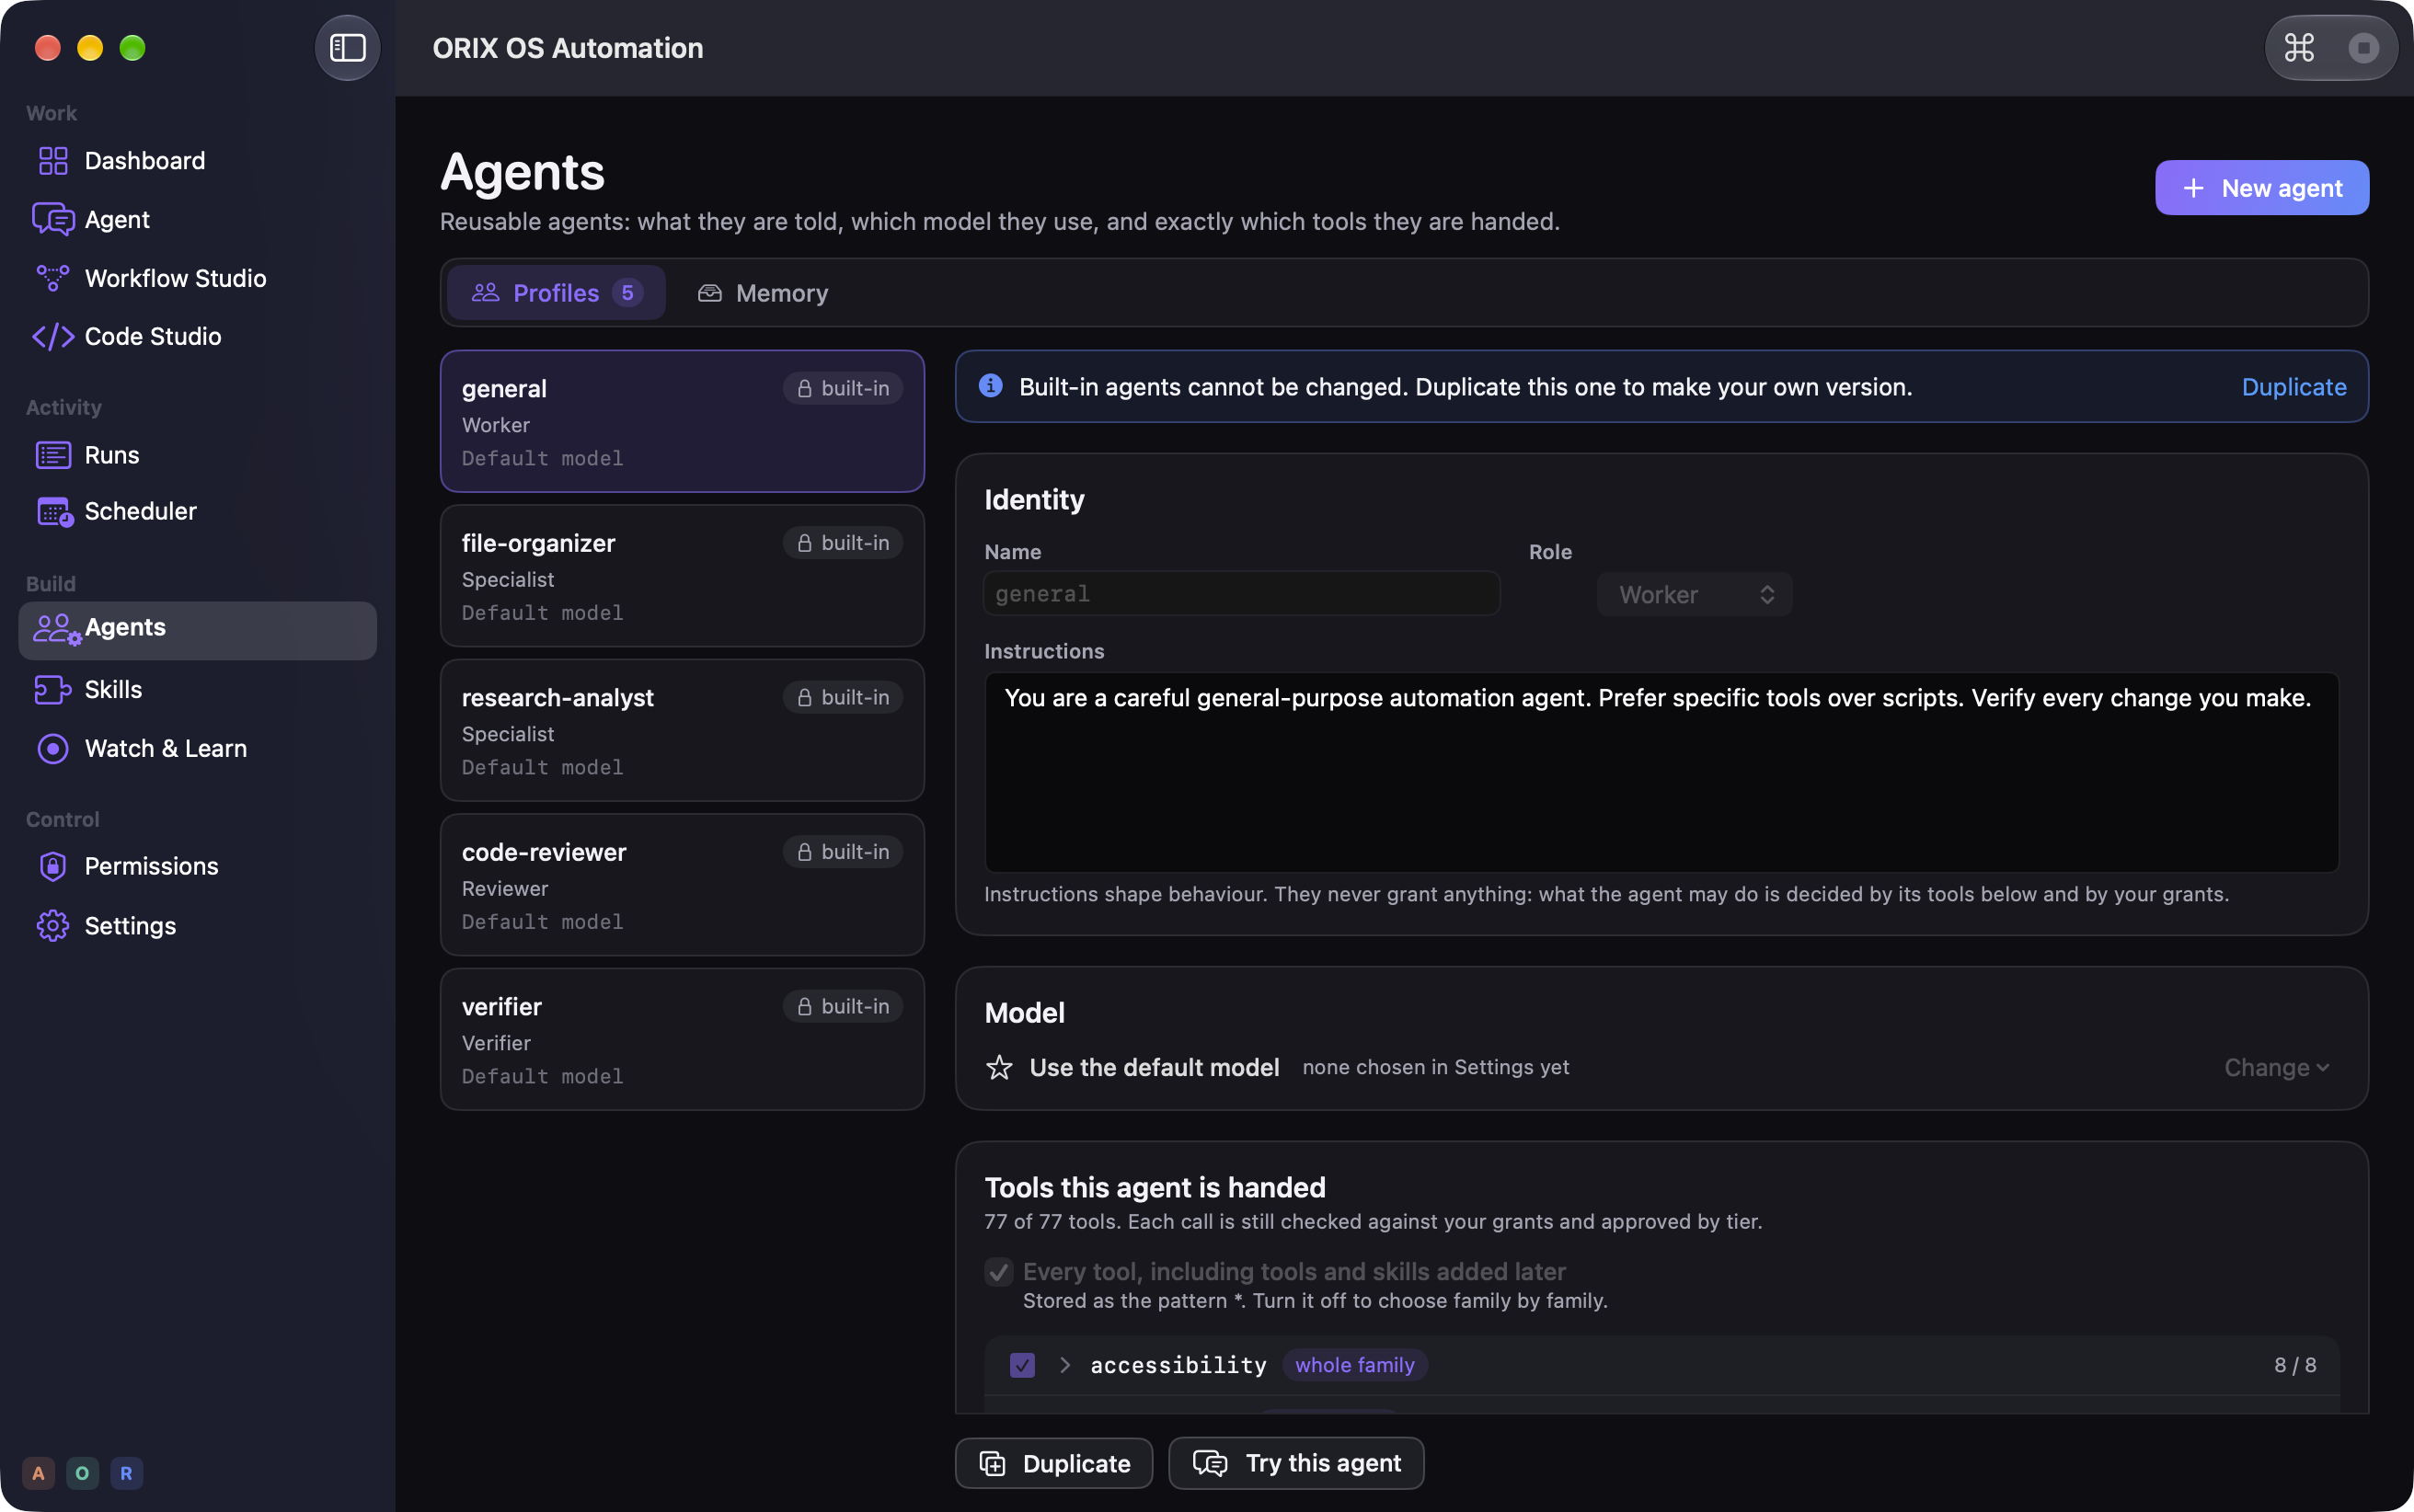 ORIX OS Automation
Work
Dashboard
Agent
Workflow Studio
Code Studio
Activity
Runs
Scheduler
Build
Agents
Skills
Watch & Learn
Control
Permissions
Settings
A O R
Agents
Reusable agents: what they are told, which model they use, and exactly which tools they are handed.
New agent
Profiles 5
Memory
general
built-in
Worker
Default model
file-organizer
built-in
Specialist
Default model
research-analyst
built-in
Specialist
Default model
code-reviewer
built-in
Reviewer
Default model
verifier
built-in
Verifier
Default model
Built-in agents cannot be changed. Duplicate this one to make your own version.
Duplicate
Identity
Name
Role
general
Worker
Instructions
You are a careful general-purpose automation agent. Prefer specific tools over scripts. Verify every change you make.
Instructions shape behaviour. They never grant anything: what the agent may do is decided by its tools below and by your grants.
Model
Use the default model none chosen in Settings yet
Change
Tools this agent is handed
77 of 77 tools. Each call is still checked against your grants and approved by tier.
Every tool, including tools and skills added later
Stored as the pattern *. Turn it off to choose family by family.
accessibility whole family 8 / 8
Duplicate
Try this agent